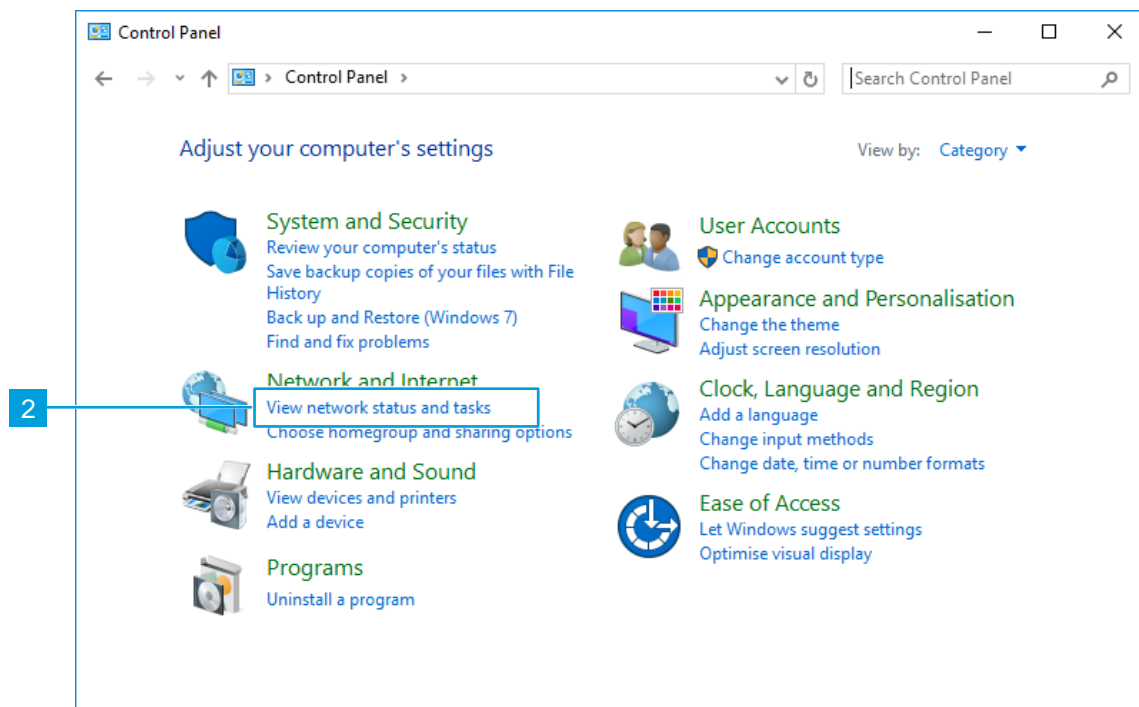 Control Panel
Control Panel
Search Control Panel
Adjust your computer's settings
View by: Category
System and Security
Review your computer's status
Save backup copies of your files with File
History
Back up and Restore (Windows 7)
Find and fix problems
Network and Internet
2
View network status and tasks
Choose homegroup and sharing options
Hardware and Sound
View devices and printers
Add a device
Programs
Uninstall a program
User Accounts
Change account type
Appearance and Personalisation
Change the theme
Adjust screen resolution
Clock, Language and Region
Add a language
Change input methods
Change date, time or number formats
Ease of Access
Let Windows suggest settings
Optimise visual display